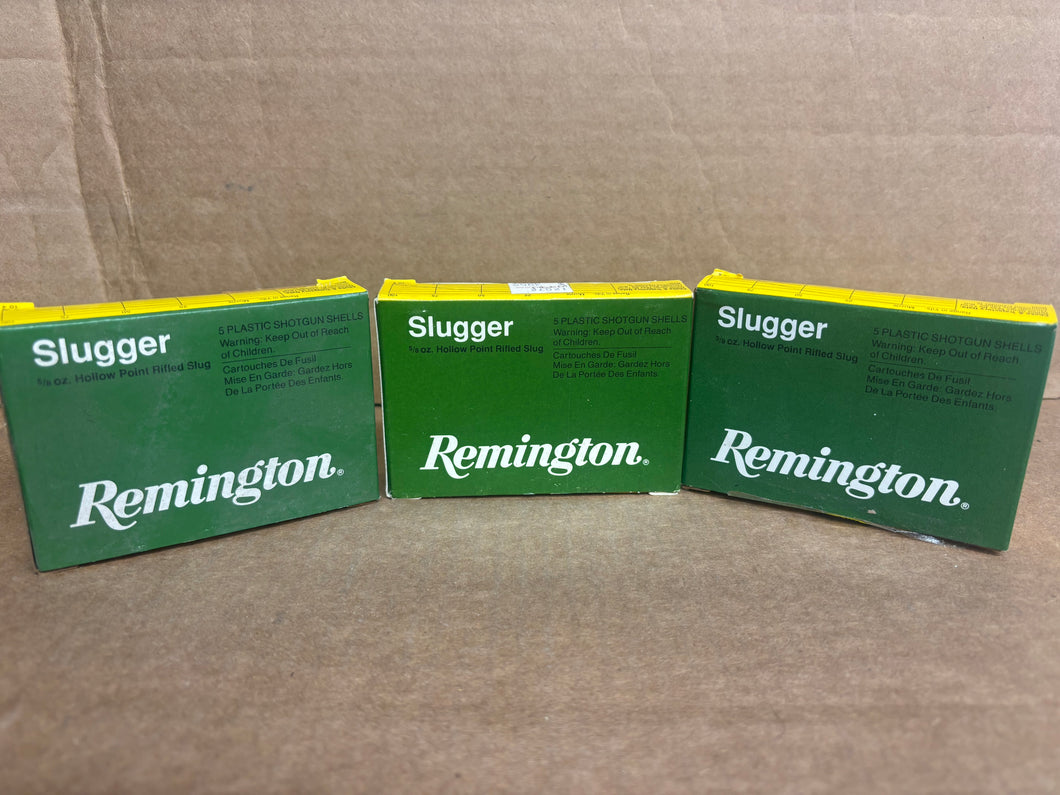 Slugger
5/8 oz. Hollow Point Rifled Slug
5 PLASTIC SHOTGUN SHELLS
Warning: Keep Out of Reach
of Children.
Cartouches De Fusil
Mise En Garde: Gardez Hors
De La Portée Des Enfants.
Remington®
Slugger
5/8 oz. Hollow Point Rifled Slug
5 PLASTIC SHOTGUN SHELLS
Warning: Keep Out of Reach
of Children.
Cartouches De Fusil
Mise En Garde: Gardez Hors
De La Portée Des Enfants.
Remington®
Slugger
5/8 oz. Hollow Point Rifled Slug
5 PLASTIC SHOTGUN SHELLS
Warning: Keep Out of Reach
of Children.
Cartouches De Fusil
Mise En Garde: Gardez Hors
De La Portée Des Enfants.
Remington®